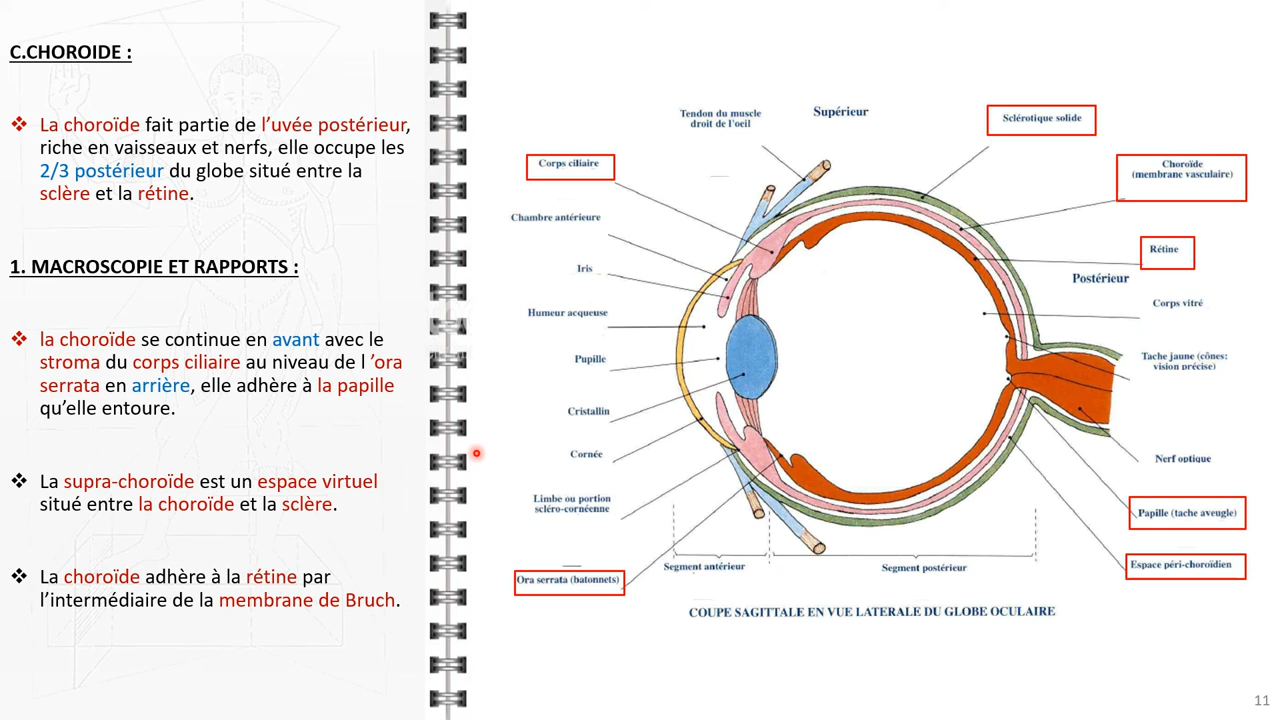 C.CHOROIDE :
❖ La choroïde fait partie de l’uvée postérieur,
riche en vaisseaux et nerfs, elle occupe les
2/3 postérieur du globe situé entre la
sclère et la rétine.
1. MACROSCOPIE ET RAPPORTS :
❖ la choroïde se continue en avant avec le
stroma du corps ciliaire au niveau de l ’ora
serrata en arrière, elle adhère à la papille
qu’elle entoure.
❖ La supra-choroïde est un espace virtuel
situé entre la choroïde et la sclère.
❖ La choroïde adhère à la rétine par
l’intermédiaire de la membrane de Bruch.
Tendon du muscle
droit de l'oeil
Supérieur
Sclérotique solide
Corps ciliaire
Choroïde
(membrane vasculaire)
Chambre antérieure
Rétine
Iris
Postérieur
Humeur acqueuse
Corps vitré
Pupille
Tache jaune (cônes:
vision précise)
Cristallin
Cornée
Nerf optique
Limbe ou portion
scléro-cornéenne
Papille (tache aveugle)
Segment antérieur
Segment postérieur
Espace péri-choroïdien
Ora serrata (batonnets)
COUPE SAGITTALE EN VUE LATERALE DU GLOBE OCULAIRE
11